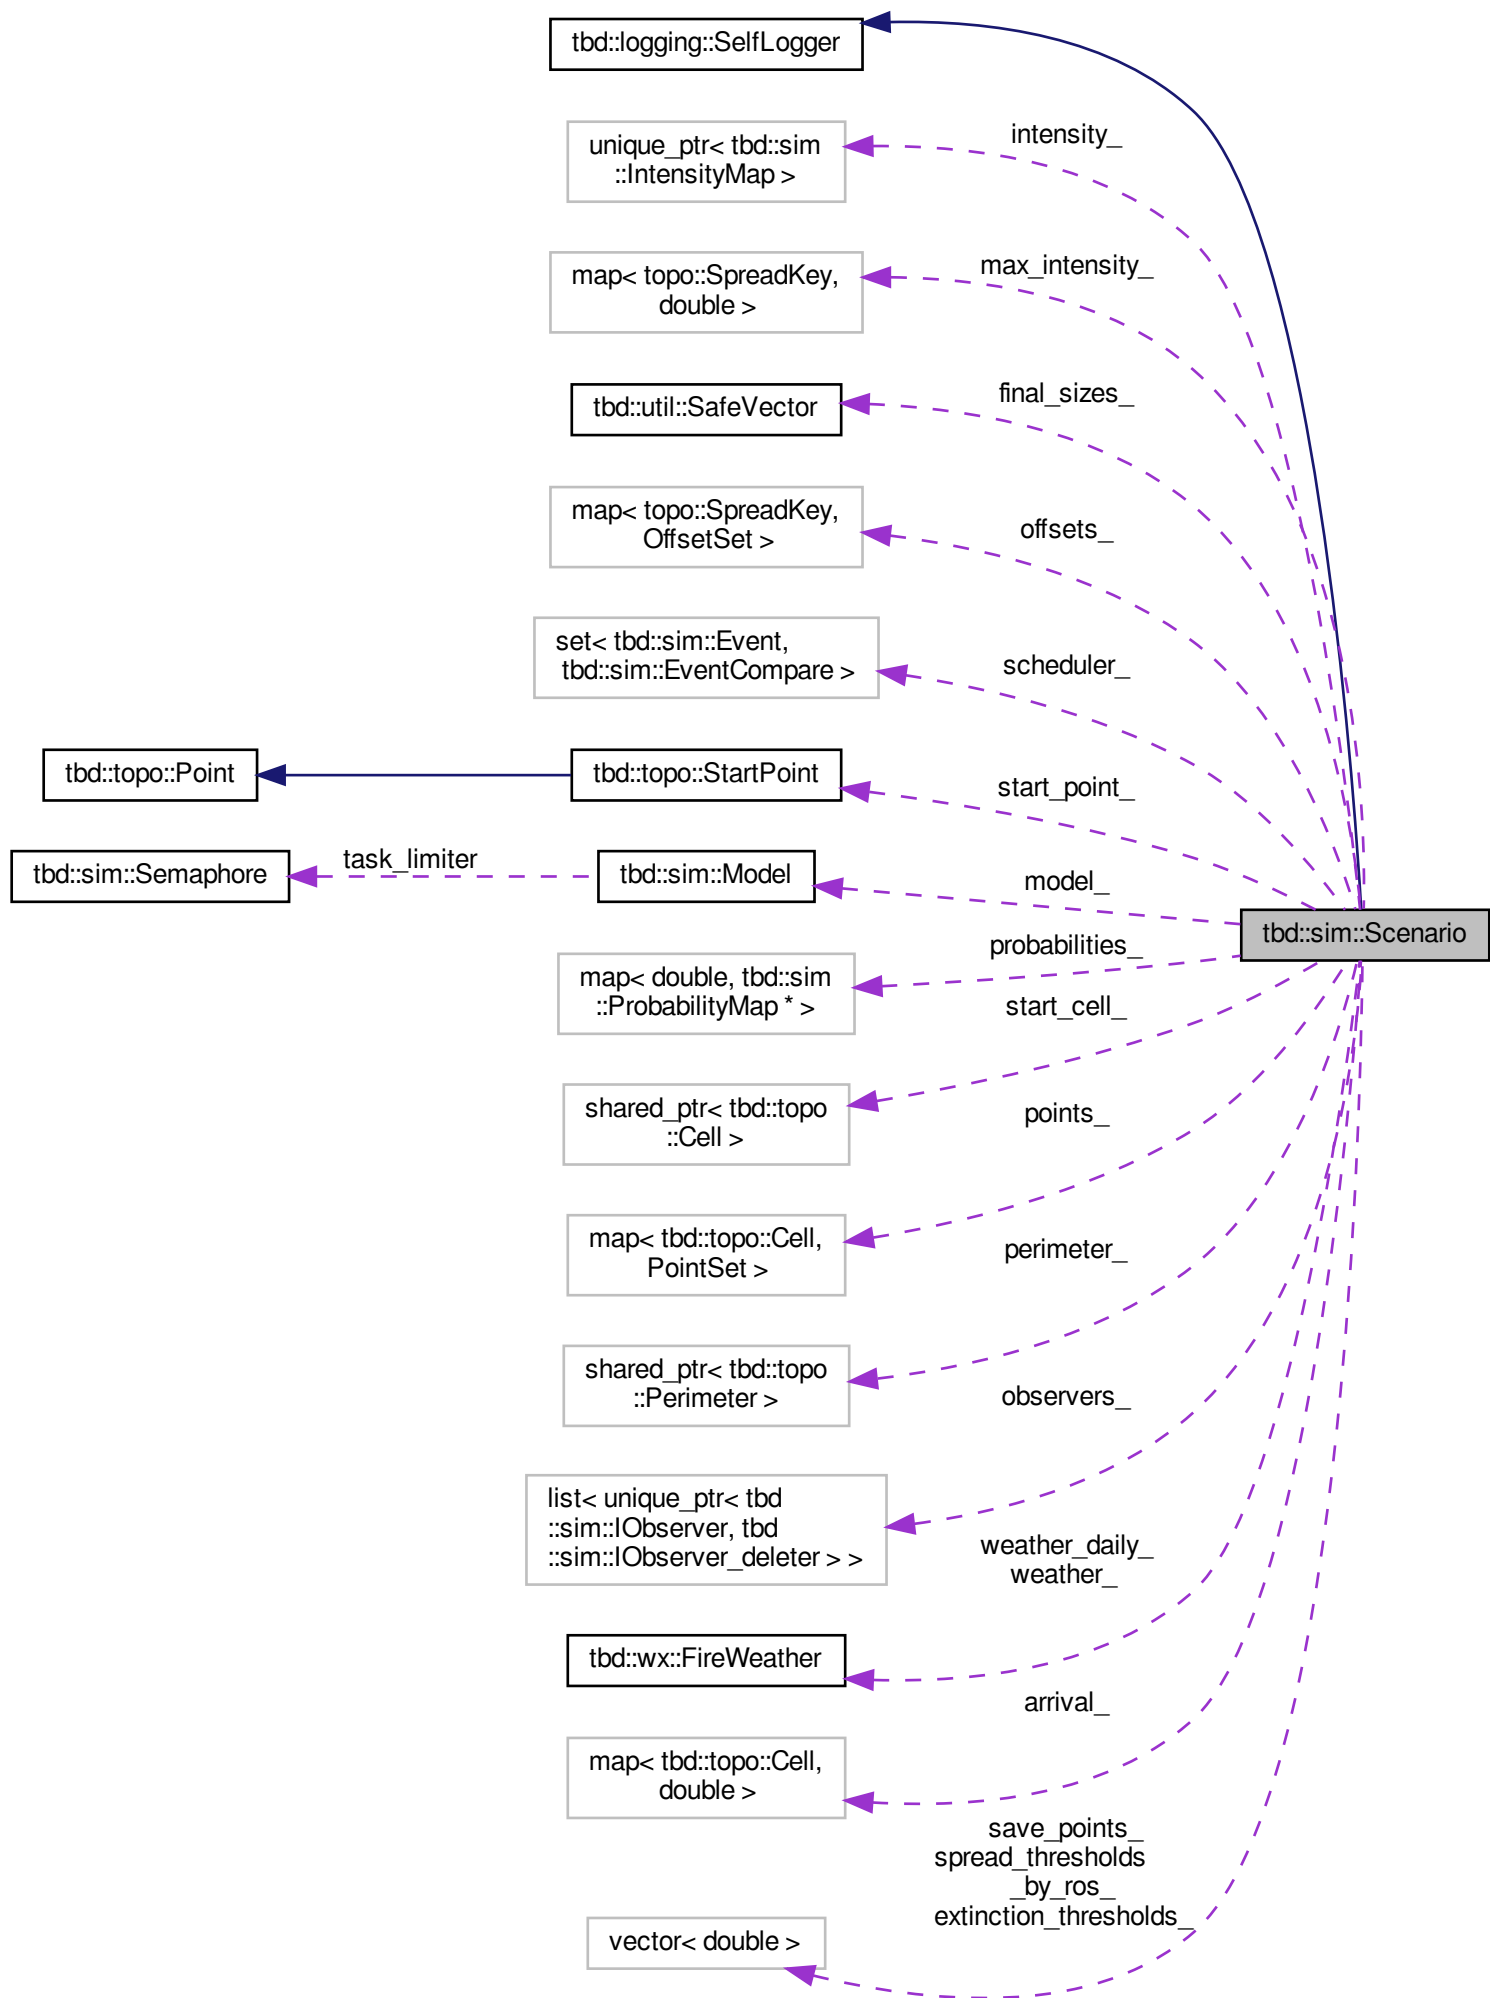 tbd::logging::SelfLogger
intensity_
unique_ptr< tbd::sim
::IntensityMap >
max_intensity_
map< topo::SpreadKey,
double >
final_sizes_
tbd::util::SafeVector
offsets_
map< topo::SpreadKey,
OffsetSet >
scheduler_
set< tbd::sim::Event,
tbd::sim::EventCompare >
start_point_
tbd::topo::Point
tbd::topo::StartPoint
task_limiter
model_
tbd::sim::Semaphore
tbd::sim::Model
tbd::sim::Scenario
probabilities_
map< double, tbd::sim
::ProbabilityMap * >
start_cell_
shared_ptr< tbd::topo
::Cell >
points_
map< tbd::topo::Cell,
PointSet >
perimeter_
shared_ptr< tbd::topo
::Perimeter >
observers_
list< unique_ptr< tbd
::sim::IObserver, tbd
::sim::IObserver_deleter > >
weather_daily_
weather_
tbd::wx::FireWeather
arrival_
map< tbd::topo::Cell,
double >
save_points_
spread_thresholds
_by_ros_
extinction_thresholds_
vector< double >